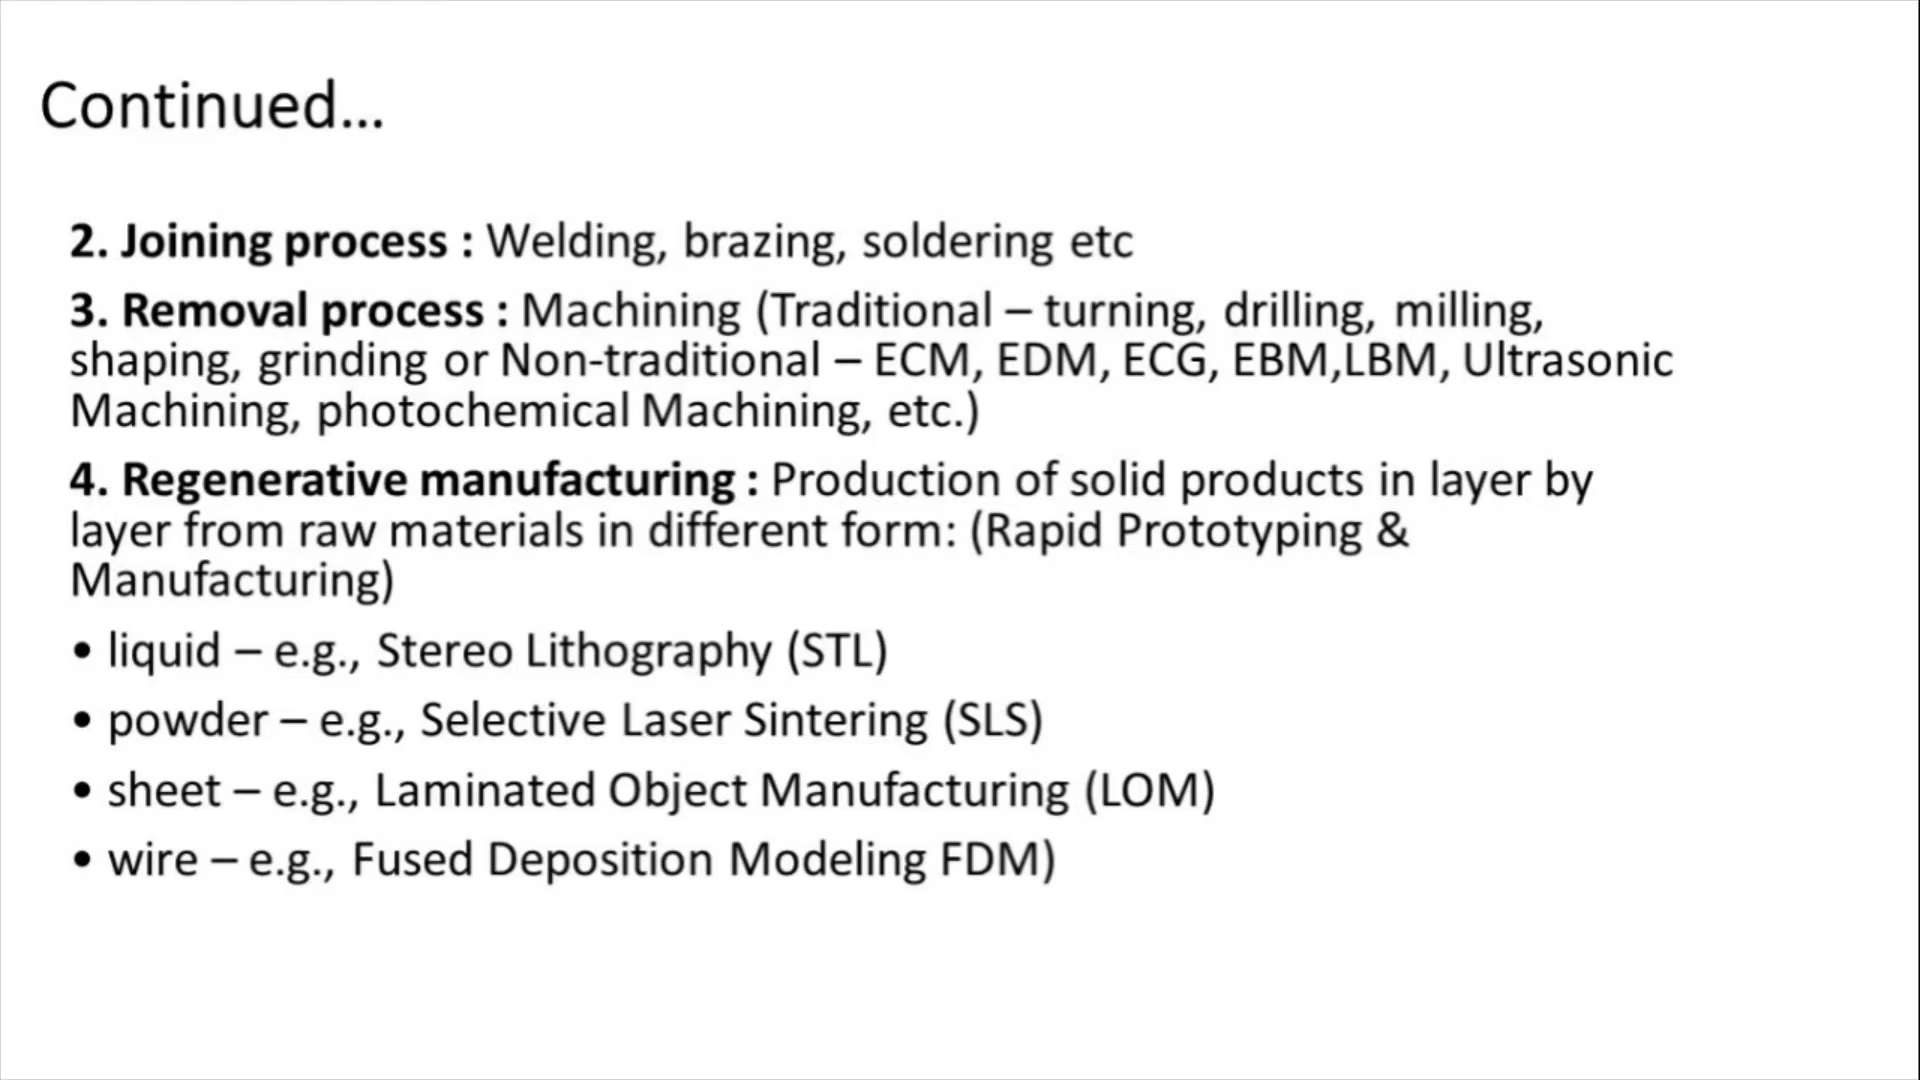 Continued...
2. Joining process : Welding, brazing, soldering etc
3. Removal process : Machining (Traditional – turning, drilling, milling,
shaping, grinding or Non-traditional – ECM, EDM, ECG, EBM,LBM, Ultrasonic
Machining, photochemical Machining, etc.)
4. Regenerative manufacturing : Production of solid products in layer by
layer from raw materials in different form: (Rapid Prototyping &
Manufacturing)
• liquid – e.g., Stereo Lithography (STL)
• powder – e.g., Selective Laser Sintering (SLS)
• sheet – e.g., Laminated Object Manufacturing (LOM)
• wire – e.g., Fused Deposition Modeling FDM)